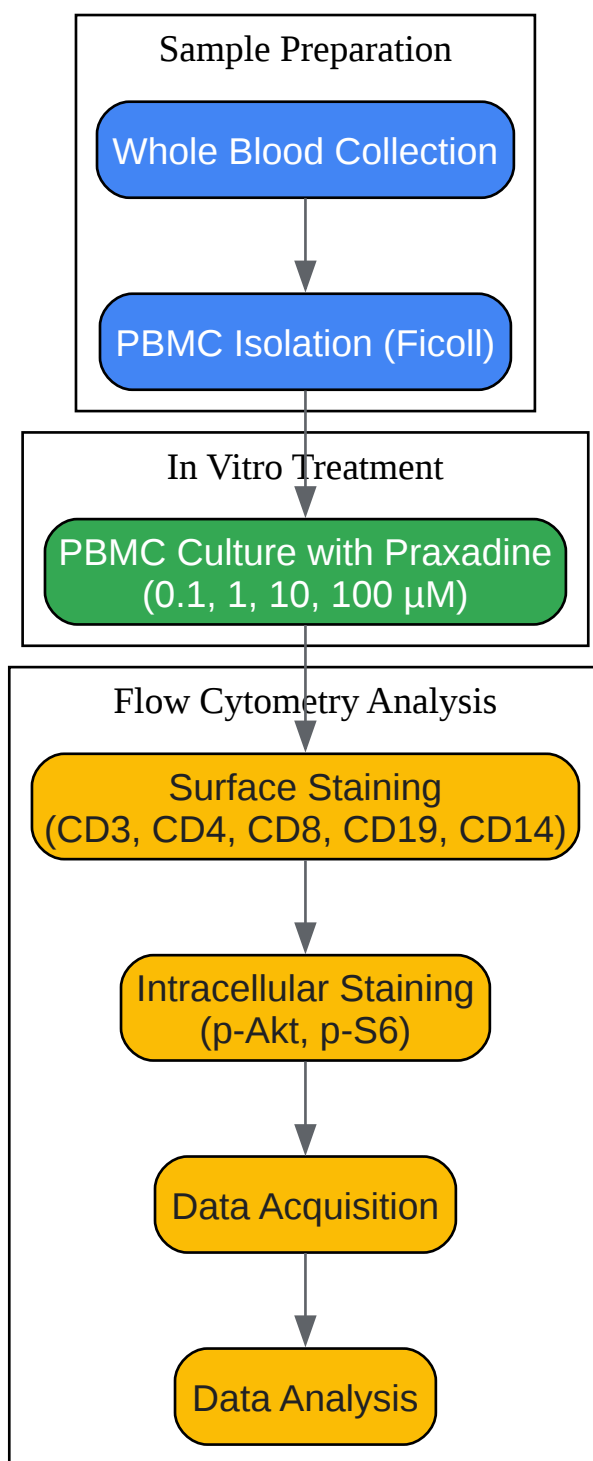 Sample Preparation
Whole Blood Collection
PBMC Isolation (Ficoll)
In Vitro Treatment
PBMC Culture with Praxadine
(0.1, 1, 10, 100 µM)
Flow Cytometry Analysis
Surface Staining
(CD3, CD4, CD8, CD19, CD14)
Intracellular Staining
(p-Akt, p-S6)
Data Acquisition
Data Analysis